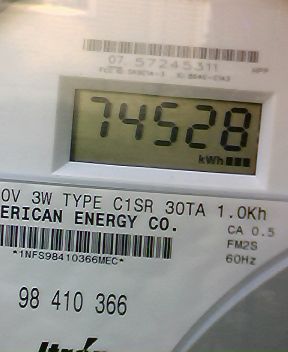 07 57245311
74528
kWh
0V 3W TYPE C1SR 30TA 1.0Kh
ERICAN ENERGY CO.
CA 0.5
FM2S
*1NFS98410366MEC*
60Hz
98 410 366
Itrón